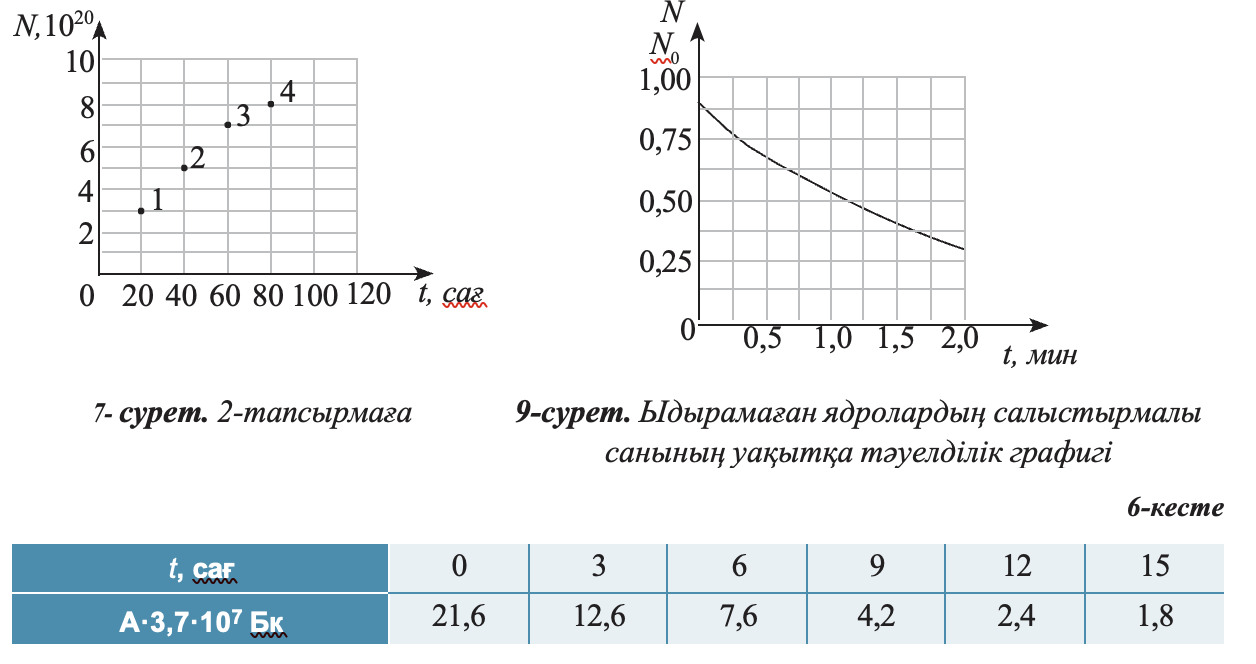 N, 10²⁰
10
8
6
4
2
0 20 40 60 80 100 120 t, сағ
1
2
3
4
N
N₀
1,00
0,75
0,50
0,25
0
0,5 1,0 1,5 2,0
t, мин
7- сурет. 2-тапсырмаға
9-сурет. Ыдырамаған ядролардың салыстырмалы
санының уақытқа тәуелділік графигі
6-кесте
t, сағ 0 3 6 9 12 15
А·3,7·10⁷ Бк 21,6 12,6 7,6 4,2 2,4 1,8